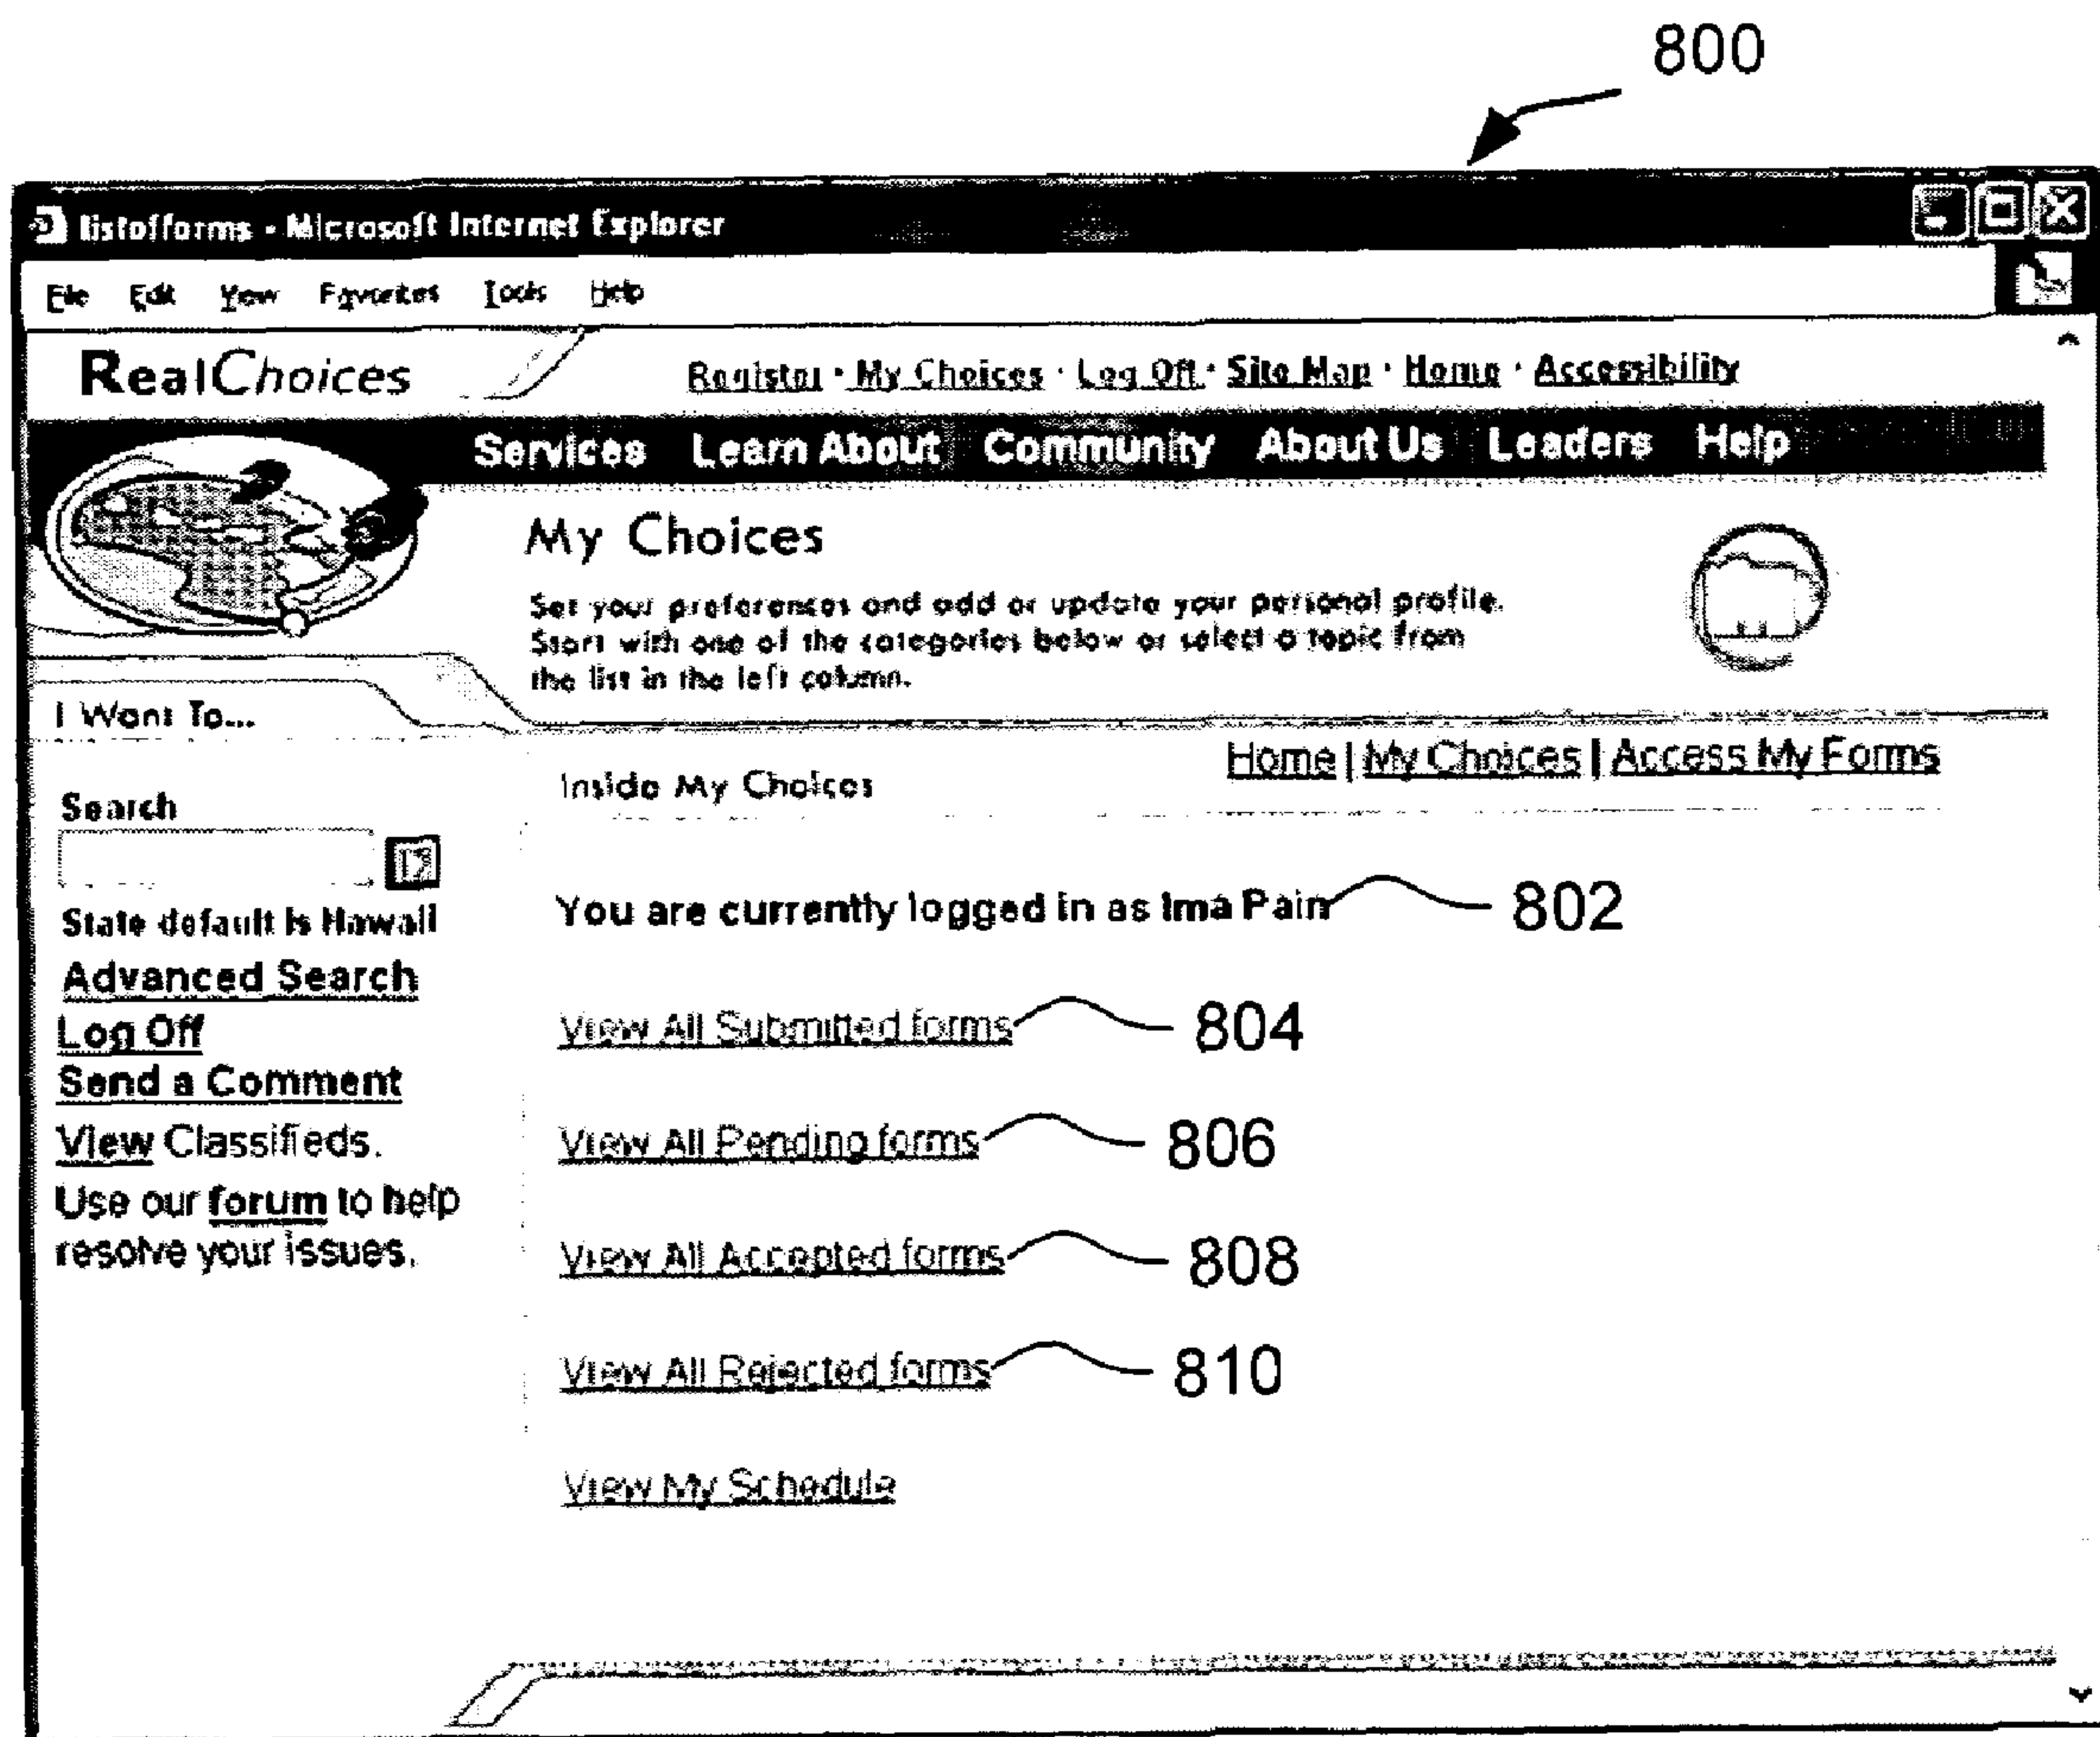 800
listofforms - Microsoft Internet Explorer
File Edit View Favorites Tools Help
RealChoices
Register · My Choices · Log Off · Site Map · Home · Accessibility
Services Learn About Community About Us Leaders Help
My Choices
Set your preferences and add or update your personal profile.
Start with one of the categories below or select a topic from
the list in the left column.
I Want To...
Home | My Choices | Access My Forms
Inside My Choices
Search
State default is Hawaii
Advanced Search
Log Off
Send a Comment
View Classifieds.
Use our forum to help
resolve your issues.
You are currently logged in as Ima Pain 802
View All Submitted forms 804
View All Pending forms 806
View All Accepted forms 808
View All Rejected forms 810
View My Schedule